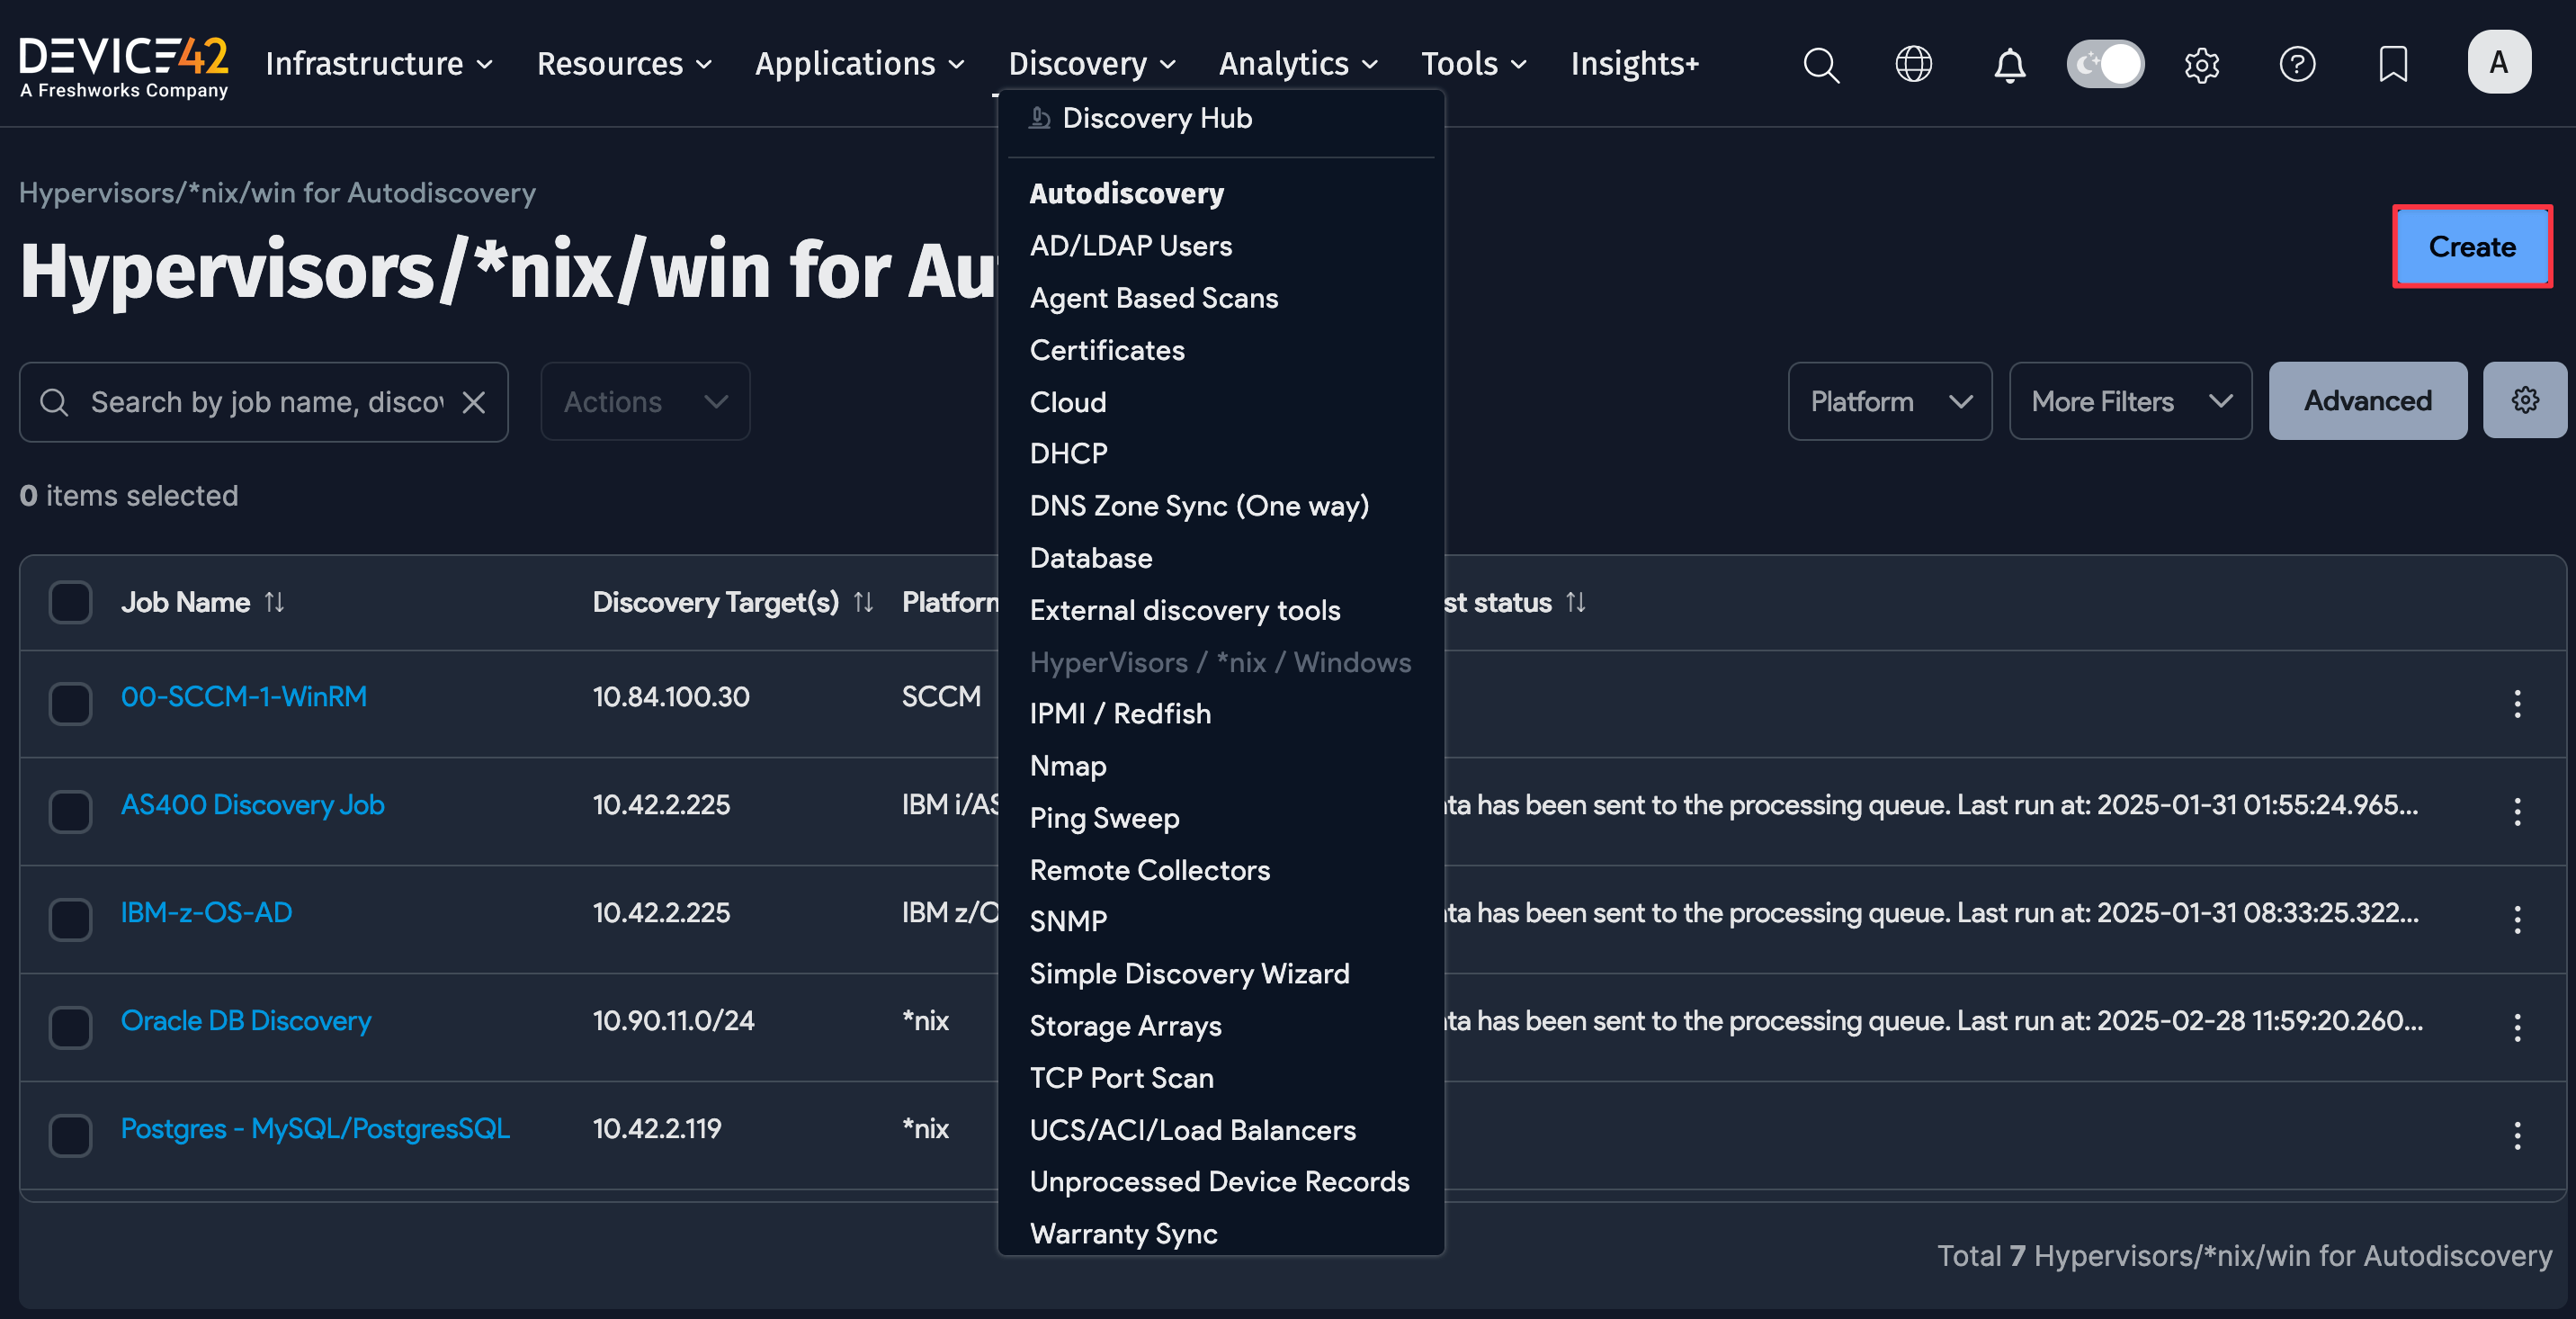 DEVICE42
A Freshworks Company
Infrastructure
Resources
Applications
Discovery
Analytics
Tools
Insights+
A
Discovery Hub
Autodiscovery
AD/LDAP Users
Agent Based Scans
Certificates
Cloud
DHCP
DNS Zone Sync (One way)
Database
External discovery tools
HyperVisors / *nix / Windows
IPMI / Redfish
Nmap
Ping Sweep
Remote Collectors
SNMP
Simple Discovery Wizard
Storage Arrays
TCP Port Scan
UCS/ACI/Load Balancers
Unprocessed Device Records
Warranty Sync
Hypervisors/*nix/win for Autodiscovery
Hypervisors/*nix/win for Au
Create
Search by job name, disco
Actions
Platform
More Filters
Advanced
0 items selected
Job Name
Discovery Target(s)
Platform
st status
00-SCCM-1-WinRM
10.84.100.30
SCCM
AS400 Discovery Job
10.42.2.225
IBM i/AS
ata has been sent to the processing queue. Last run at: 2025-01-31 01:55:24.965...
IBM-z-OS-AD
10.42.2.225
IBM z/O
ata has been sent to the processing queue. Last run at: 2025-01-31 08:33:25.322...
Oracle DB Discovery
10.90.11.0/24
*nix
ata has been sent to the processing queue. Last run at: 2025-02-28 11:59:20.260...
Postgres - MySQL/PostgresSQL
10.42.2.119
*nix
Total 7 Hypervisors/*nix/win for Autodiscovery